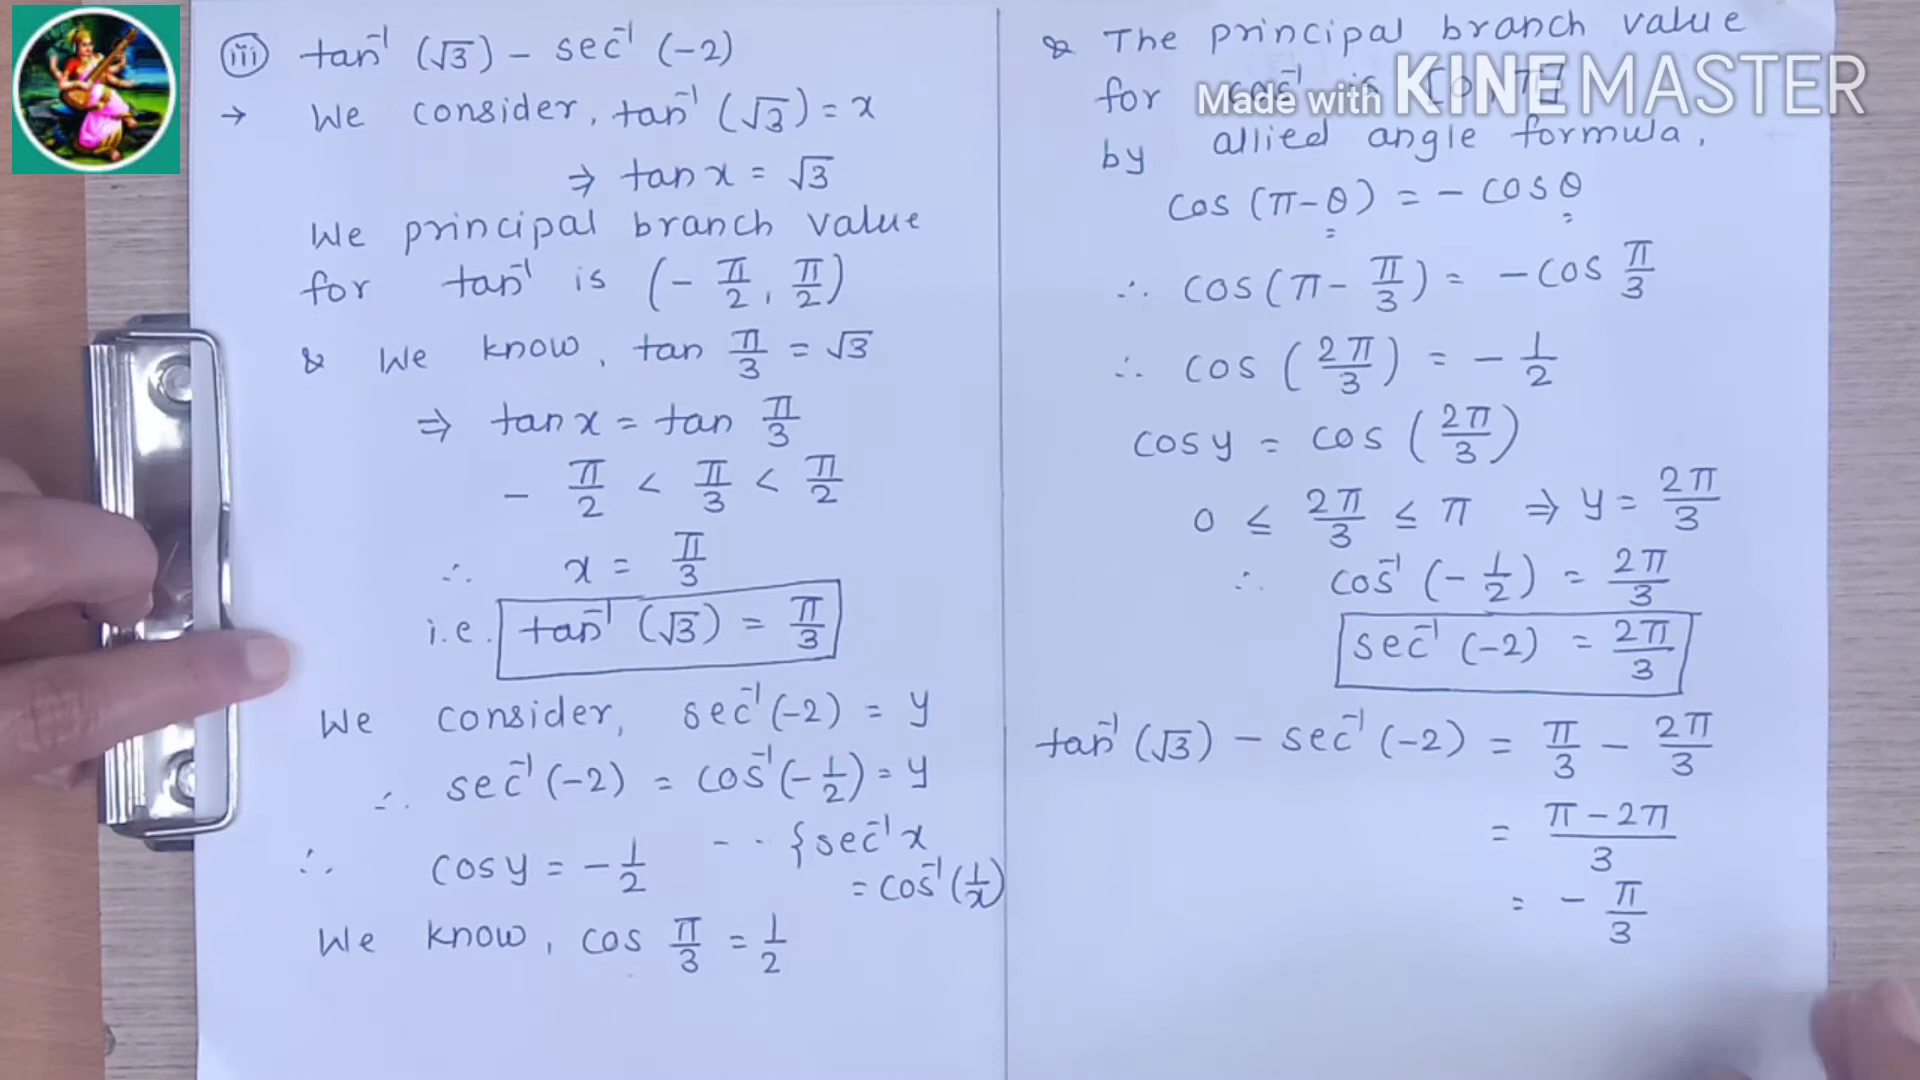 (iii) tan⁻¹ (√3) - sec⁻¹ (-2)
→ We consider, tan⁻¹ (√3) = x
⇒ tan x = √3
We principal branch value
for tan⁻¹ is (- π/2, π/2)
& We know, tan π/3 = √3
⇒ tan x = tan π/3
- π/2 < π/3 < π/2
∴ x = π/3
i.e. tan⁻¹ (√3) = π/3
We consider, sec⁻¹ (-2) = y
∴ sec⁻¹ (-2) = cos⁻¹ (- 1/2) = y
∴ cos y = - 1/2 --- { sec⁻¹ x
= cos⁻¹ (1/x)
We know, cos π/3 = 1/2
& The principal branch value
for cos⁻¹ is [0, π]
Made with KINEMASTER
by allied angle formula,
cos (π - θ) = - cos θ
∴ cos (π - π/3) = - cos π/3
∴ cos (2π/3) = - 1/2
cos y = cos (2π/3)
0 ≤ 2π/3 ≤ π ⇒ y = 2π/3
∴ cos⁻¹ (- 1/2) = 2π/3
sec⁻¹ (-2) = 2π/3
tan⁻¹ (√3) - sec⁻¹ (-2) = π/3 - 2π/3
= (π - 2π)/3
= - π/3